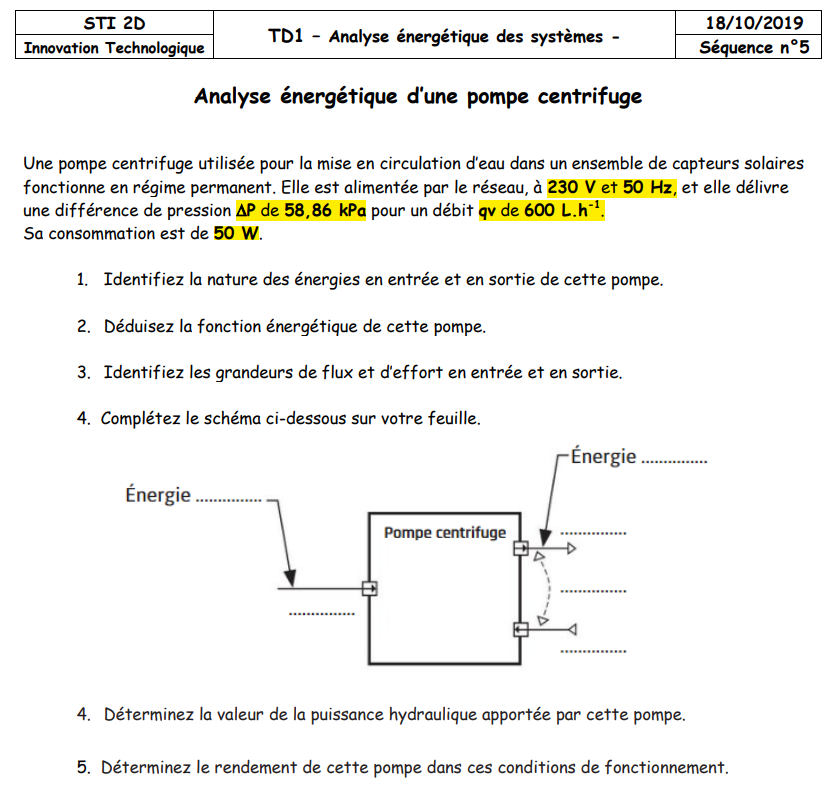 STI 2D
Innovation Technologique
TD1 – Analyse énergétique des systèmes -
18/10/2019
Séquence n°5
Analyse énergétique d’une pompe centrifuge
Une pompe centrifuge utilisée pour la mise en circulation d’eau dans un ensemble de capteurs solaires
fonctionne en régime permanent. Elle est alimentée par le réseau, à 230 V et 50 Hz, et elle délivre
une différence de pression ΔP de 58,86 kPa pour un débit qv de 600 L.h⁻¹.
Sa consommation est de 50 W.
1. Identifiez la nature des énergies en entrée et en sortie de cette pompe.
2. Déduisez la fonction énergétique de cette pompe.
3. Identifiez les grandeurs de flux et d’effort en entrée et en sortie.
4. Complétez le schéma ci-dessous sur votre feuille.
Énergie ...............
Énergie ...............
Pompe centrifuge
...............
...............
...............
...............
4. Déterminez la valeur de la puissance hydraulique apportée par cette pompe.
5. Déterminez le rendement de cette pompe dans ces conditions de fonctionnement.